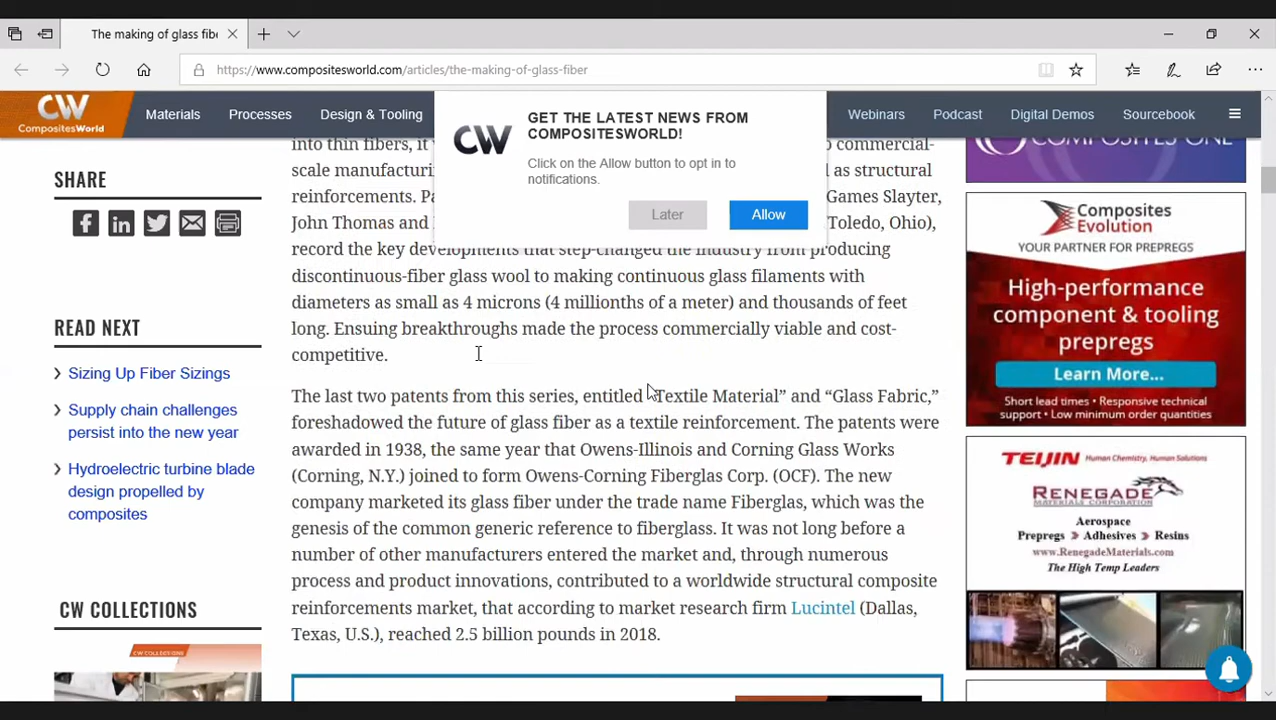 The making of glass fibe
https://www.compositesworld.com/articles/the-making-of-glass-fiber
CW
CompositesWorld
Materials
Processes
Design & Tooling
Webinars
Podcast
Digital Demos
Sourcebook
CW
GET THE LATEST NEWS FROM
COMPOSITESWORLD!
Click on the Allow button to opt in to
notifications.
Later
Allow
SHARE
READ NEXT
Sizing Up Fiber Sizings
Supply chain challenges
persist into the new year
Hydroelectric turbine blade
design propelled by
composites
CW COLLECTIONS
CW COLLECTIONS
into thin fibers, it
commercial-
scale manufacturi
as structural
reinforcements. Pa
Games Slayter,
John Thomas and
Toledo, Ohio),
record the key developments that step-changed the industry from producing
discontinuous-fiber glass wool to making continuous glass filaments with
diameters as small as 4 microns (4 millionths of a meter) and thousands of feet
long. Ensuing breakthroughs made the process commercially viable and cost-
competitive.
The last two patents from this series, entitled “Textile Material” and “Glass Fabric,”
foreshadowed the future of glass fiber as a textile reinforcement. The patents were
awarded in 1938, the same year that Owens-Illinois and Corning Glass Works
(Corning, N.Y.) joined to form Owens-Corning Fiberglas Corp. (OCF). The new
company marketed its glass fiber under the trade name Fiberglas, which was the
genesis of the common generic reference to fiberglass. It was not long before a
number of other manufacturers entered the market and, through numerous
process and product innovations, contributed to a worldwide structural composite
reinforcements market, that according to market research firm Lucintel (Dallas,
Texas, U.S.), reached 2.5 billion pounds in 2018.
COMPOSITES ONE
Composites
Evolution
YOUR PARTNER FOR PREPREGS
High-performance
component & tooling
prepregs
Learn More...
Short lead times • Responsive technical
support • Low minimum order quantities
TEIJIN Human Chemistry, Human Solutions
RENEGADE
MATERIALS CORPORATION
Aerospace
Prepregs Adhesives Resins
www.RenegadeMaterials.com
The High Temp Leaders